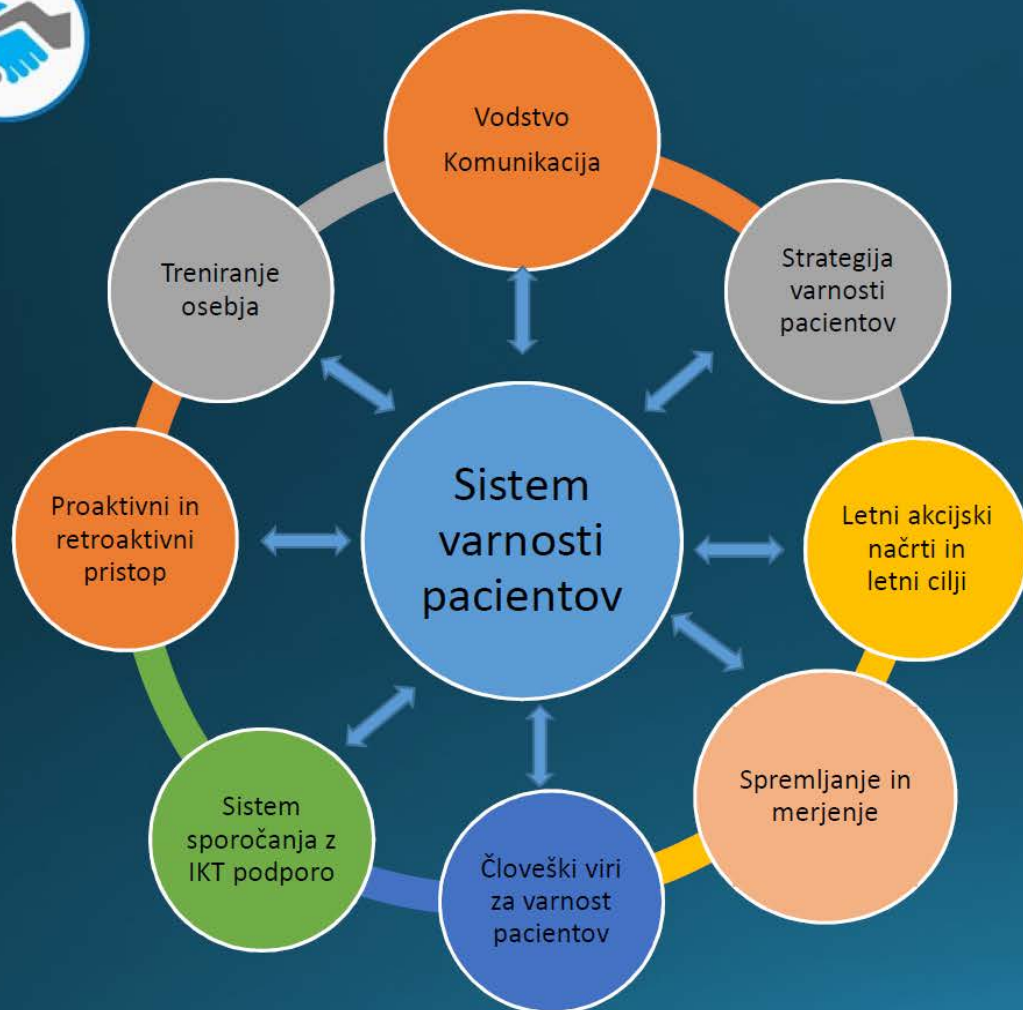 Vodstvo
Komunikacija
Strategija
varnosti
pacientov
Letni akcijski
načrti in
letni cilji
Spremljanje in
merjenje
Človeški viri
za varnost
pacientov
Sistem
sporočanja z
IKT podporo
Proaktivni in
retroaktivni
pristop
Treniranje
osebja
Sistem
varnosti
pacientov